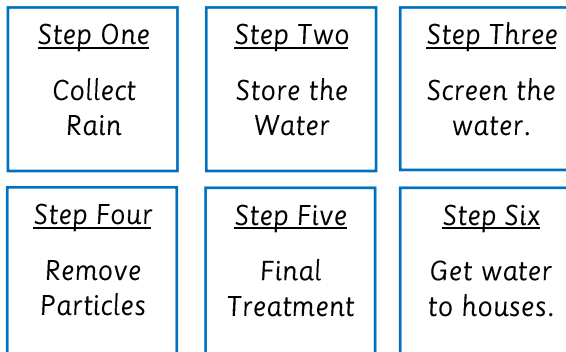 Step One
Collect
Rain
Step Two
Store the
Water
Step Three
Screen the
water.
Step Four
Remove
Particles
Step Five
Final
Treatment
Step Six
Get water
to houses.